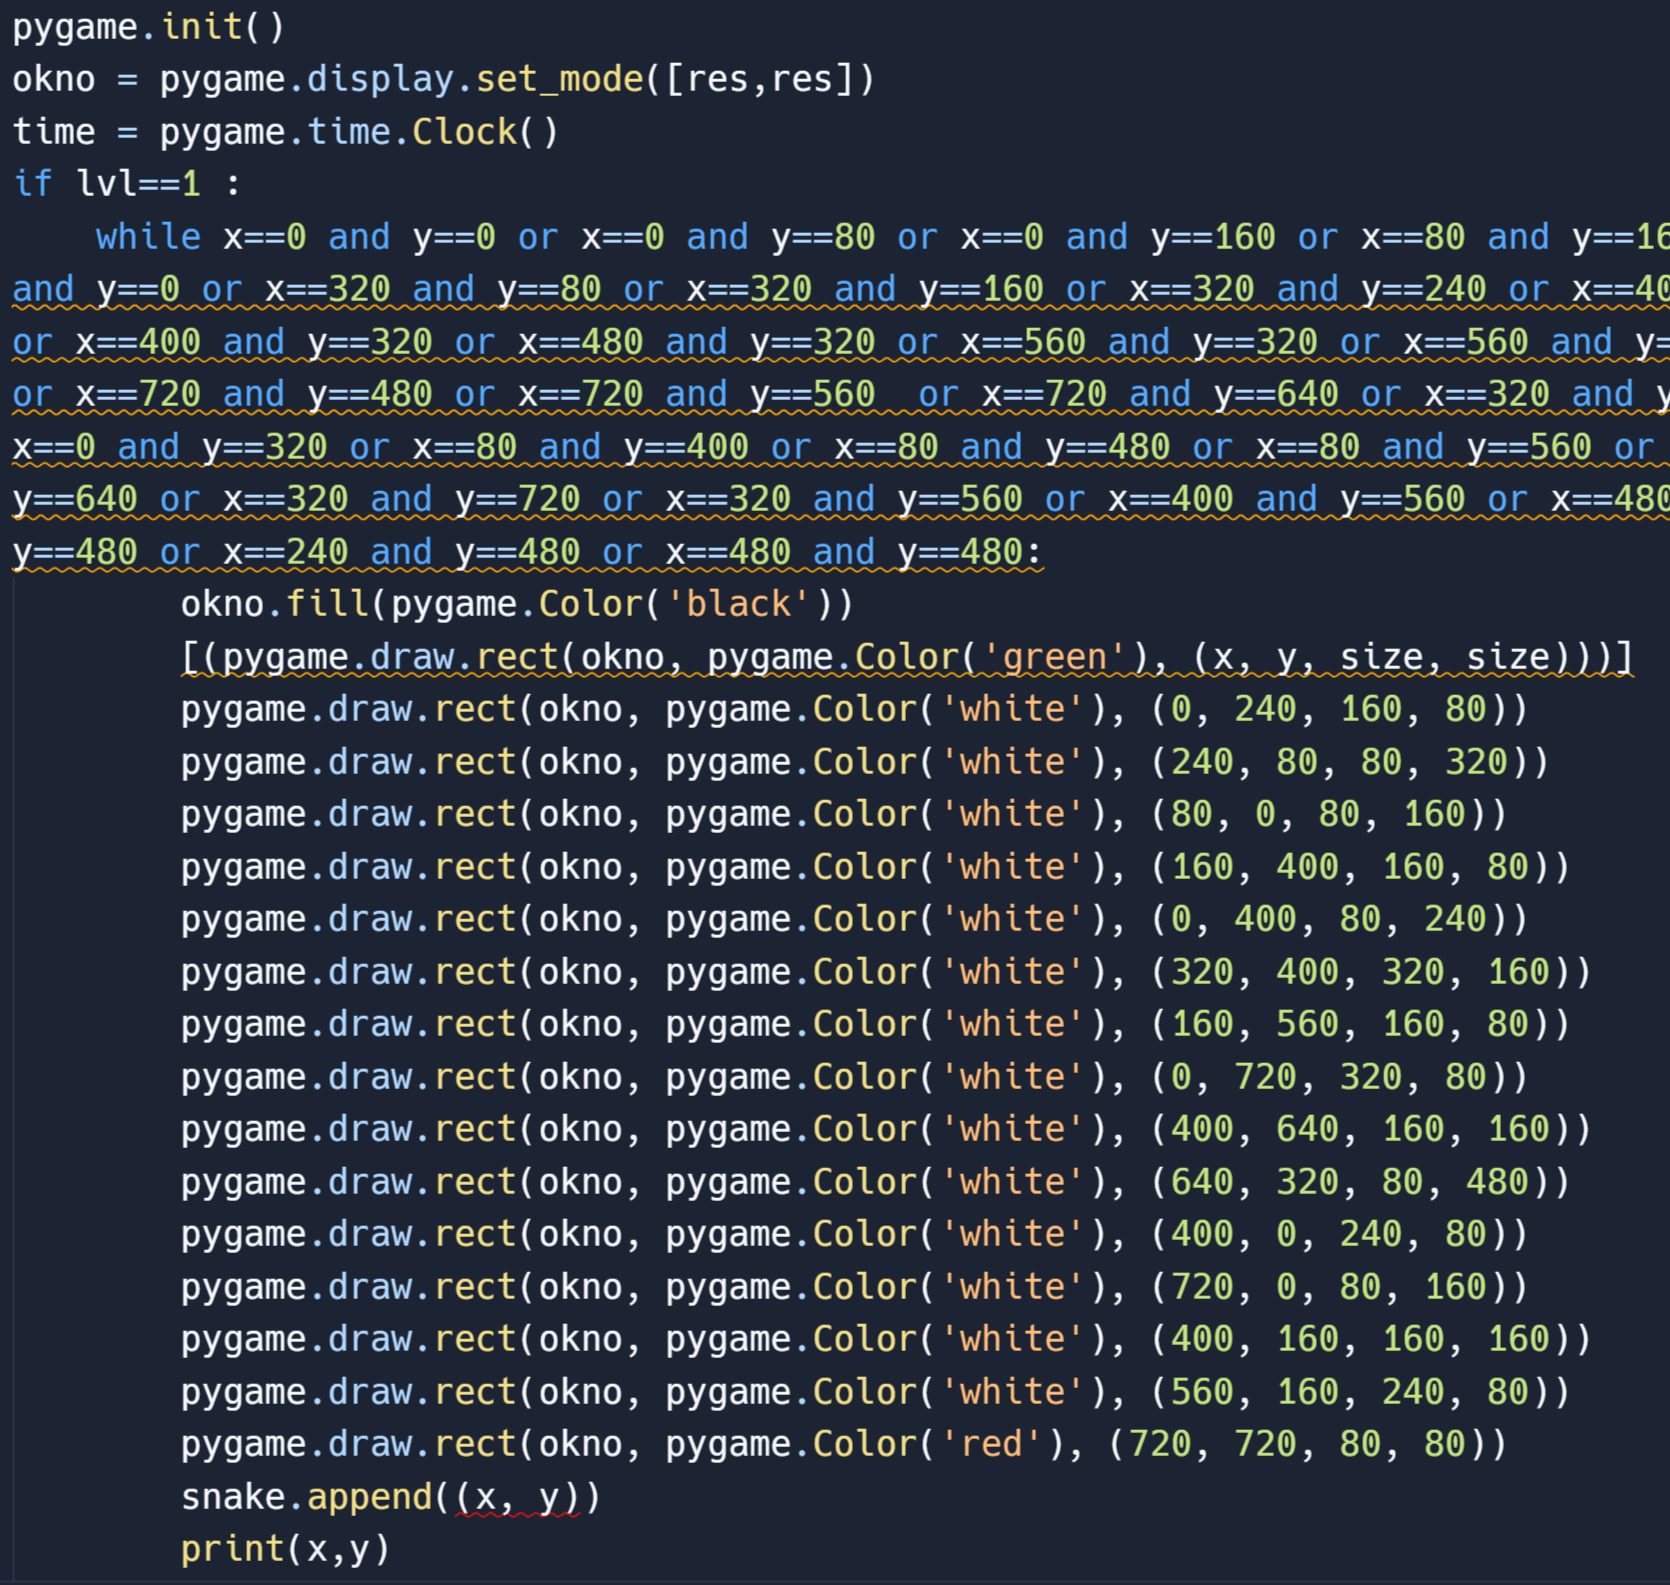 pygame.init()
okno = pygame.display.set_mode([res,res])
time = pygame.time.Clock()
if lvl==1 :
while x==0 and y==0 or x==0 and y==80 or x==0 and y==160 or x==80 and y==16
and y==0 or x==320 and y==80 or x==320 and y==160 or x==320 and y==240 or x==40
or x==400 and y==320 or x==480 and y==320 or x==560 and y==320 or x==560 and y=
or x==720 and y==480 or x==720 and y==560  or x==720 and y==640 or x==320 and y
x==0 and y==320 or x==80 and y==400 or x==80 and y==480 or x==80 and y==560 or
y==640 or x==320 and y==720 or x==320 and y==560 or x==400 and y==560 or x==480
y==480 or x==240 and y==480 or x==480 and y==480:
okno.fill(pygame.Color('black'))
[(pygame.draw.rect(okno, pygame.Color('green'), (x, y, size, size)))]
pygame.draw.rect(okno, pygame.Color('white'), (0, 240, 160, 80))
pygame.draw.rect(okno, pygame.Color('white'), (240, 80, 80, 320))
pygame.draw.rect(okno, pygame.Color('white'), (80, 0, 80, 160))
pygame.draw.rect(okno, pygame.Color('white'), (160, 400, 160, 80))
pygame.draw.rect(okno, pygame.Color('white'), (0, 400, 80, 240))
pygame.draw.rect(okno, pygame.Color('white'), (320, 400, 320, 160))
pygame.draw.rect(okno, pygame.Color('white'), (160, 560, 160, 80))
pygame.draw.rect(okno, pygame.Color('white'), (0, 720, 320, 80))
pygame.draw.rect(okno, pygame.Color('white'), (400, 640, 160, 160))
pygame.draw.rect(okno, pygame.Color('white'), (640, 320, 80, 480))
pygame.draw.rect(okno, pygame.Color('white'), (400, 0, 240, 80))
pygame.draw.rect(okno, pygame.Color('white'), (720, 0, 80, 160))
pygame.draw.rect(okno, pygame.Color('white'), (400, 160, 160, 160))
pygame.draw.rect(okno, pygame.Color('white'), (560, 160, 240, 80))
pygame.draw.rect(okno, pygame.Color('red'), (720, 720, 80, 80))
snake.append((x, y))
print(x,y)